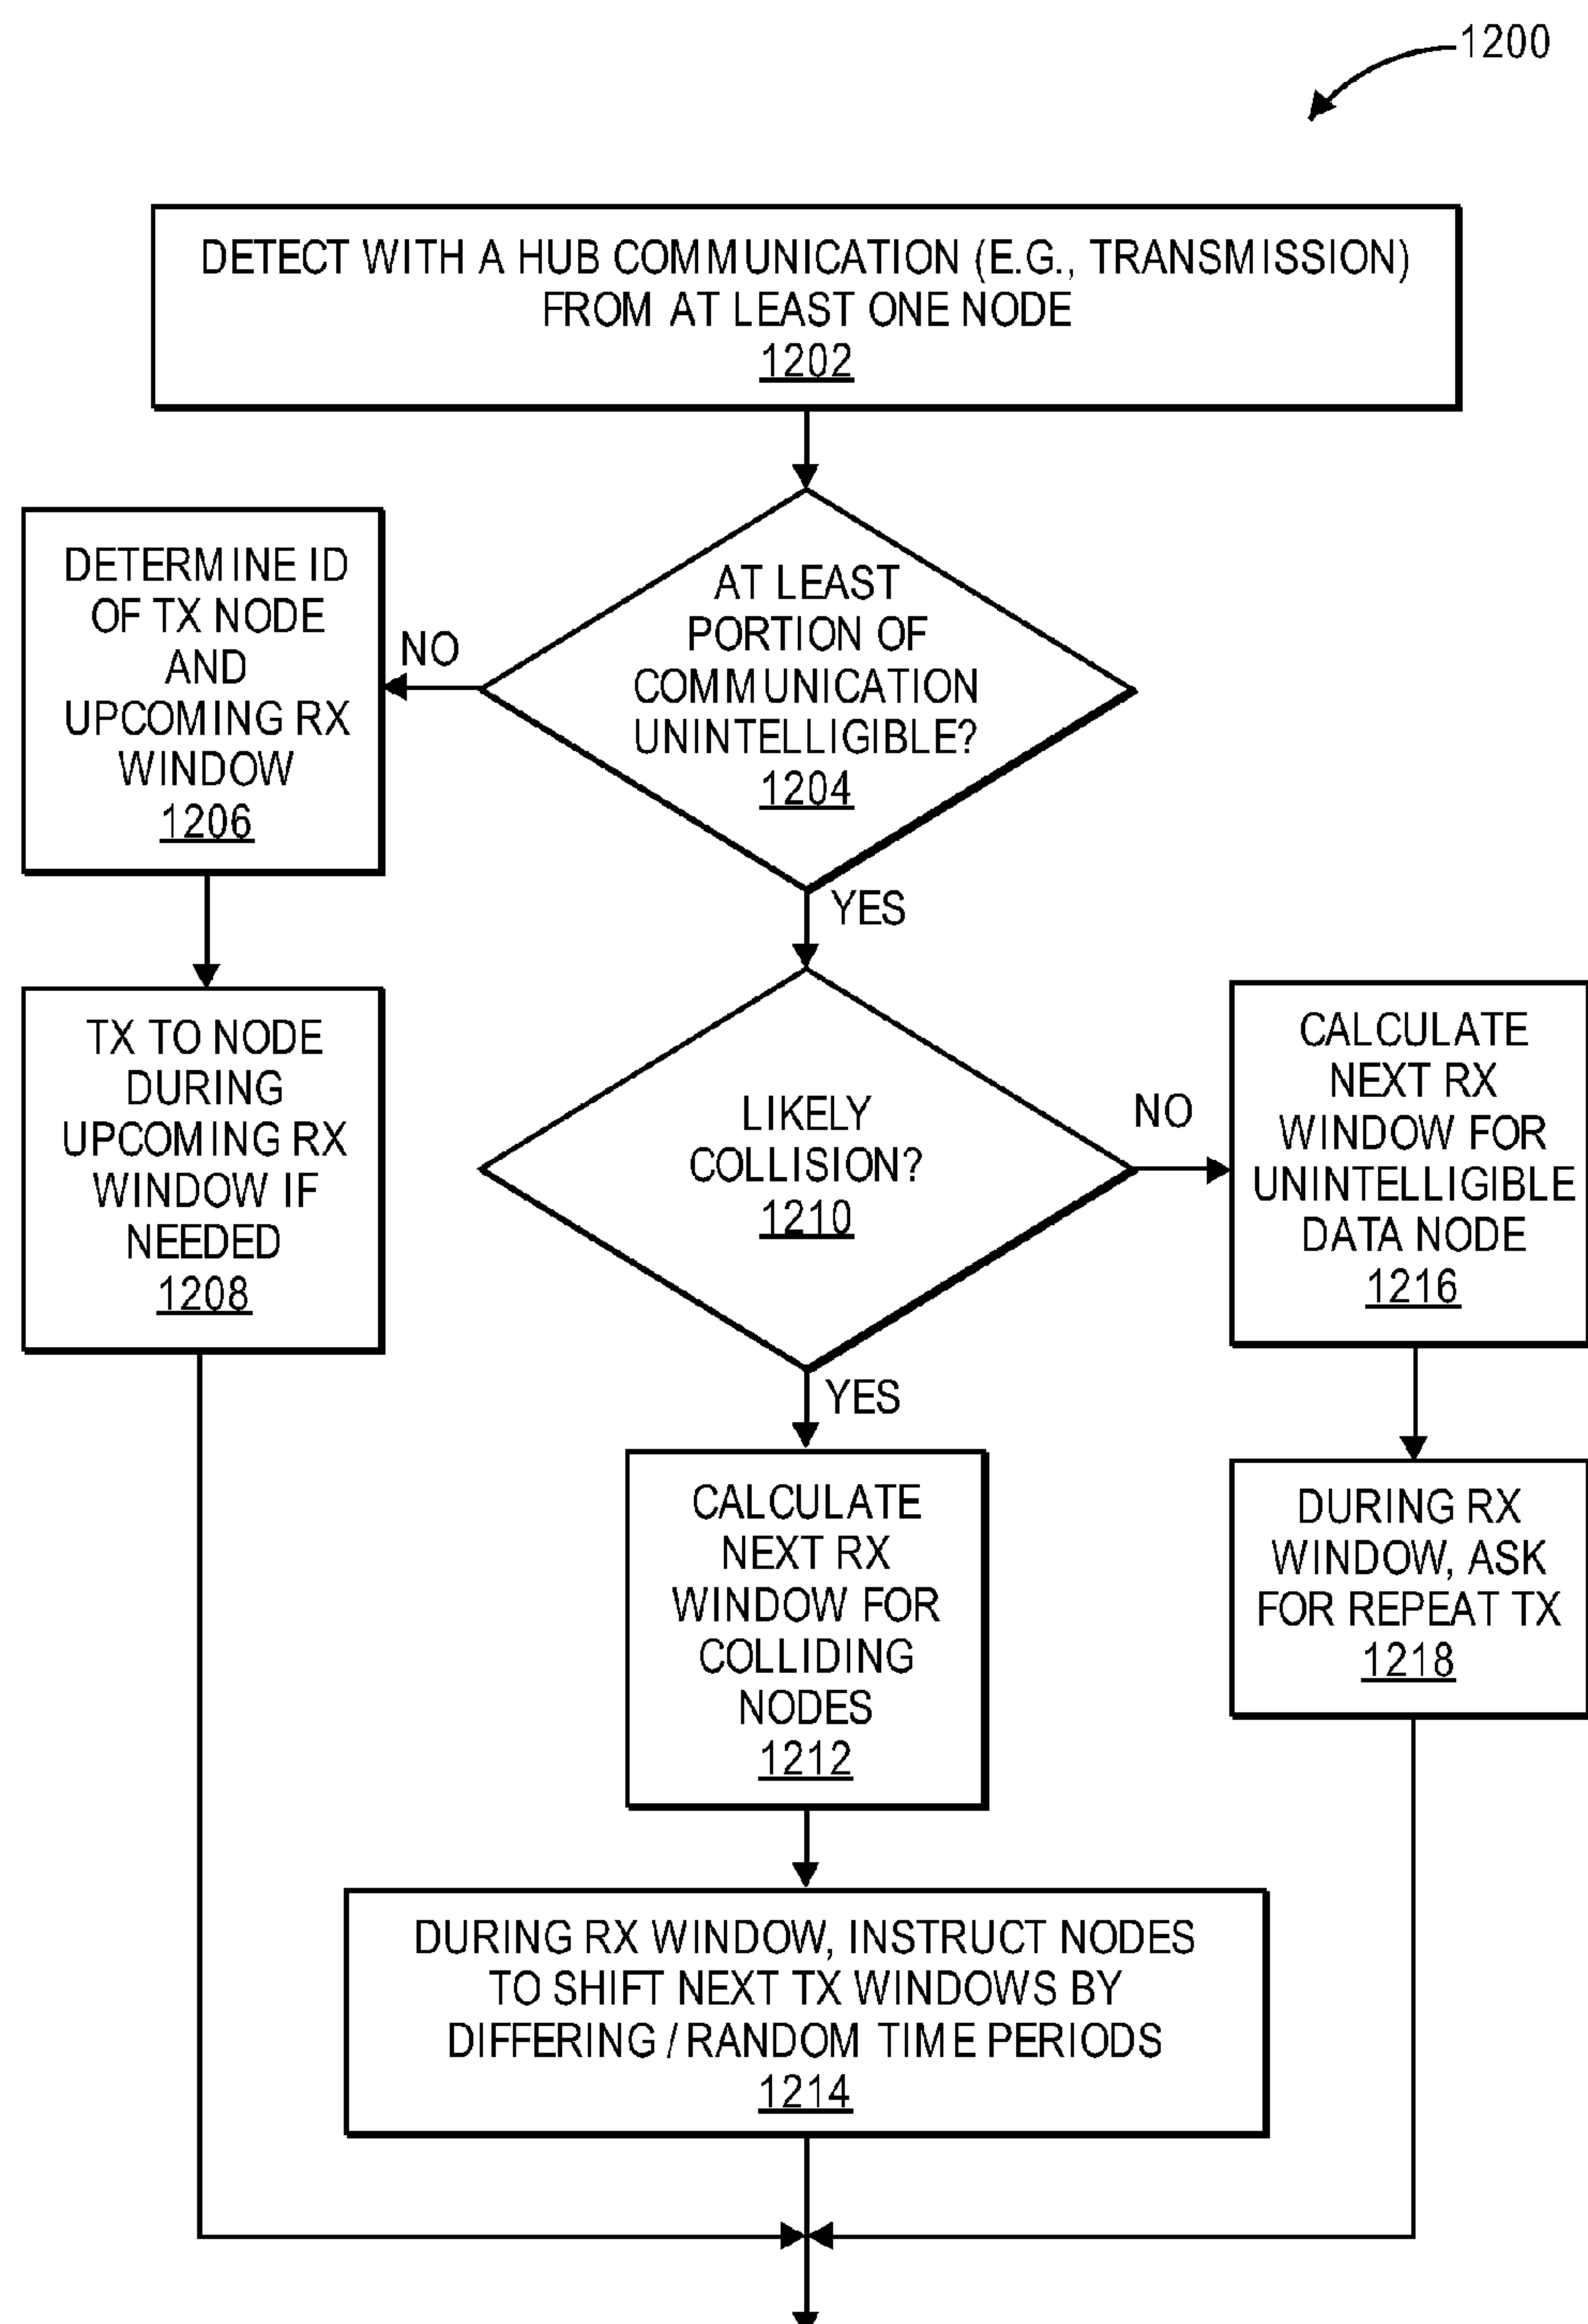 1200
DETECT WITH A HUB COMMUNICATION (E.G., TRANSMISSION)
FROM AT LEAST ONE NODE
1202
AT LEAST
PORTION OF
COMMUNICATION
UNINTELLIGIBLE?
1204
NO
DETERMINE ID
OF TX NODE
AND
UPCOMING RX
WINDOW
1206
TX TO NODE
DURING
UPCOMING RX
WINDOW IF
NEEDED
1208
YES
LIKELY
COLLISION?
1210
NO
CALCULATE
NEXT RX
WINDOW FOR
UNINTELLIGIBLE
DATA NODE
1216
DURING RX
WINDOW, ASK
FOR REPEAT TX
1218
YES
CALCULATE
NEXT RX
WINDOW FOR
COLLIDING
NODES
1212
DURING RX WINDOW, INSTRUCT NODES
TO SHIFT NEXT TX WINDOWS BY
DIFFERING / RANDOM TIME PERIODS
1214